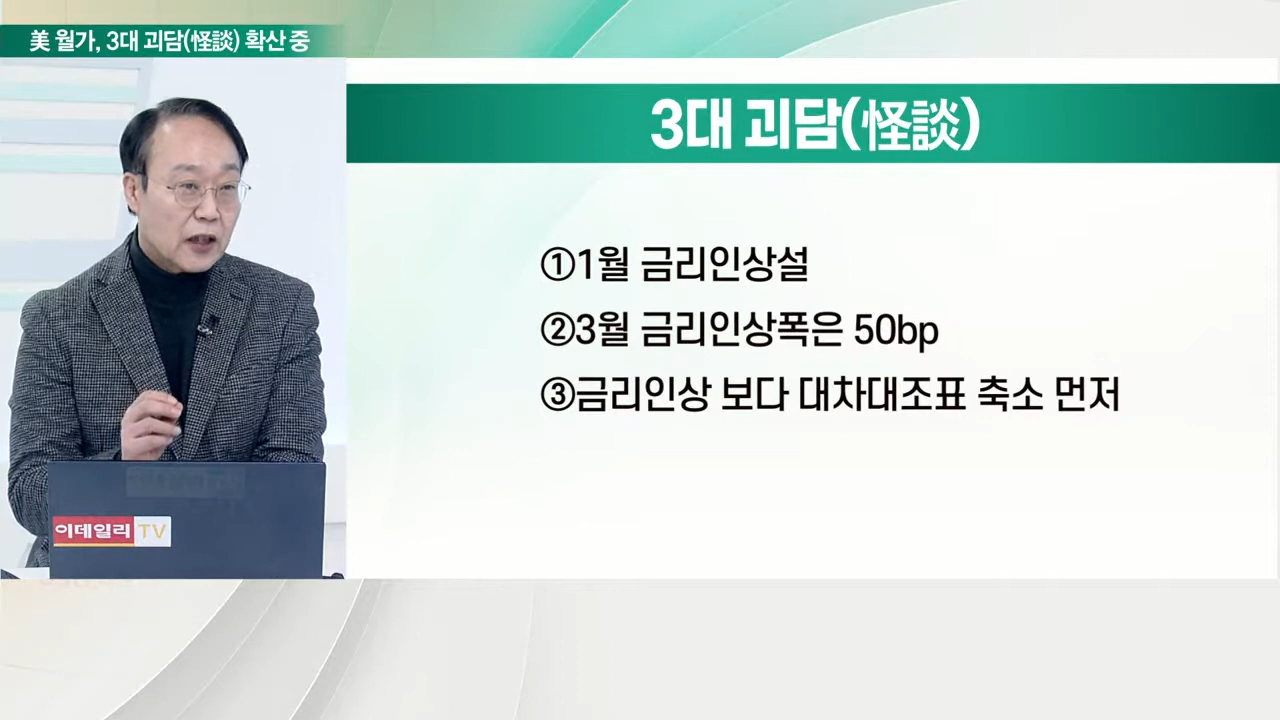 美 월가, 3대 괴담(怪談) 확산 중
3대 괴담(怪談)
①1월 금리인상설
②3월 금리인상폭은 50bp
③금리인상 보다 대차대조표 축소 먼저
이데일리 TV